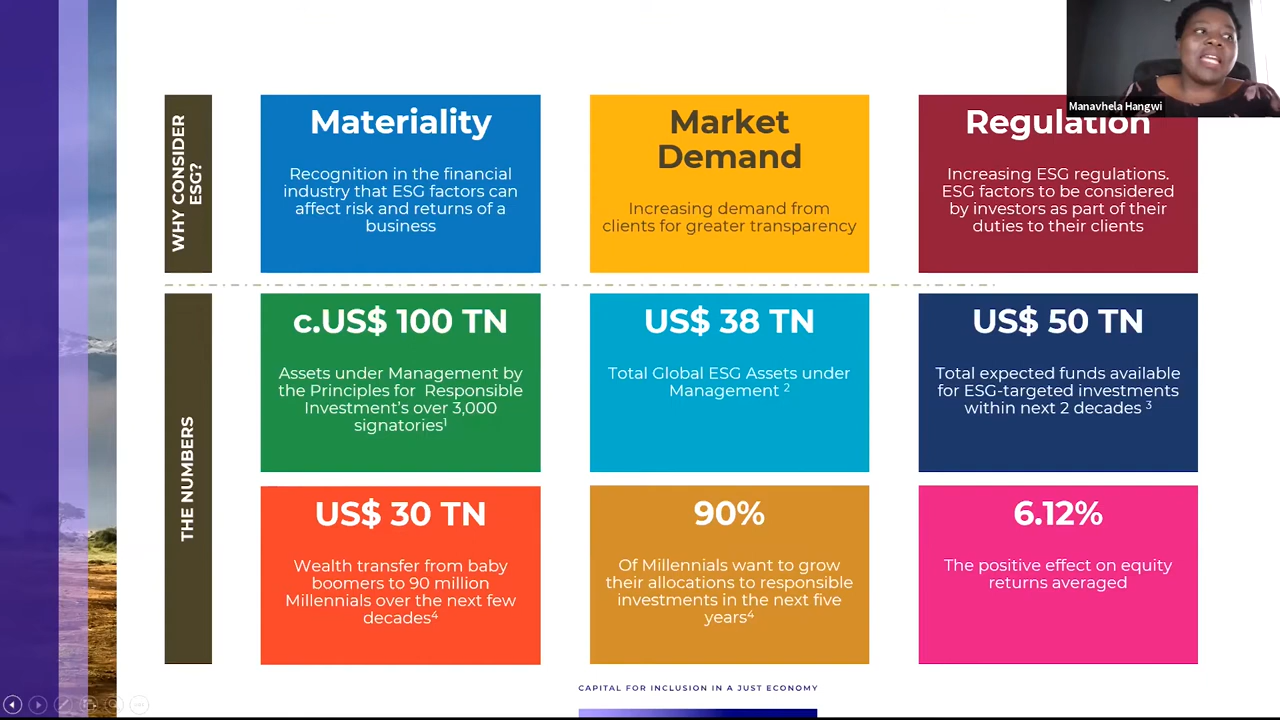 Manavhela Hangwi
WHY CONSIDER
ESG?
Materiality
Recognition in the financial
industry that ESG factors can
affect risk and returns of a
business
Market
Demand
Increasing demand from
clients for greater transparency
Regulation
Increasing ESG regulations.
ESG factors to be considered
by investors as part of their
duties to their clients
THE NUMBERS
c.US$ 100 TN
Assets under Management by
the Principles for Responsible
Investment's over 3,000
signatories¹
US$ 38 TN
Total Global ESG Assets under
Management ²
US$ 50 TN
Total expected funds available
for ESG-targeted investments
within next 2 decades ³
US$ 30 TN
Wealth transfer from baby
boomers to 90 million
Millennials over the next few
decades⁴
90%
Of Millennials want to grow
their allocations to responsible
investments in the next five
years⁴
6.12%
The positive effect on equity
returns averaged
CAPITAL FOR INCLUSION IN A JUST ECONOMY